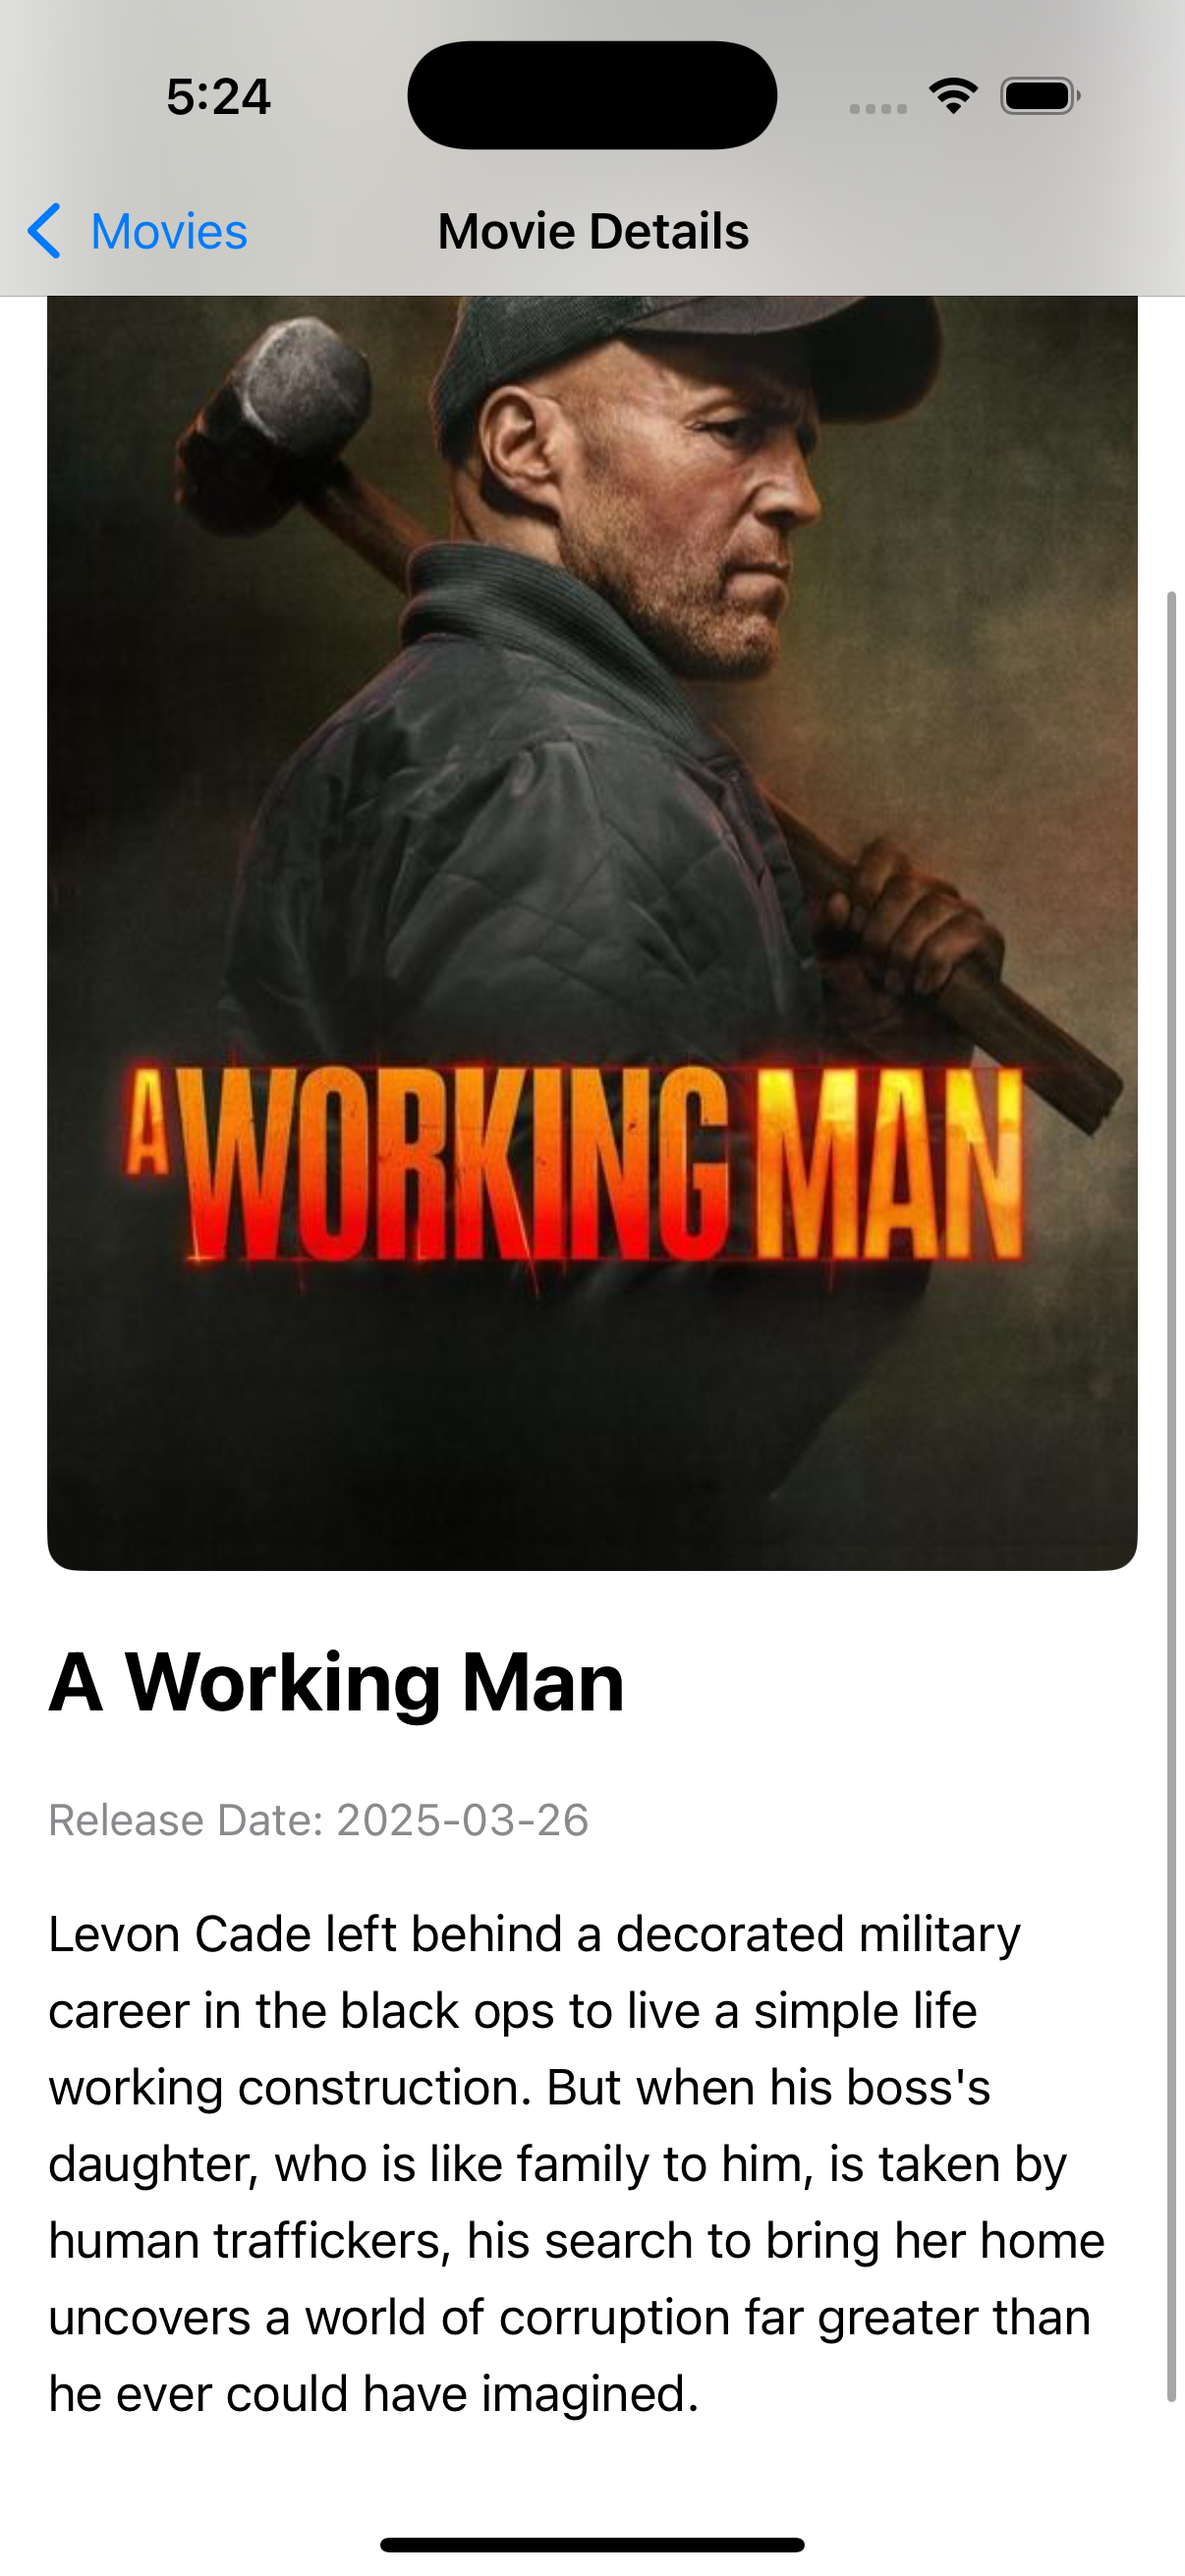 5:24
Movies
Movie Details
A WORKING MAN
A Working Man
Release Date: 2025-03-26
Levon Cade left behind a decorated military
career in the black ops to live a simple life
working construction. But when his boss's
daughter, who is like family to him, is taken by
human traffickers, his search to bring her home
uncovers a world of corruption far greater than
he ever could have imagined.